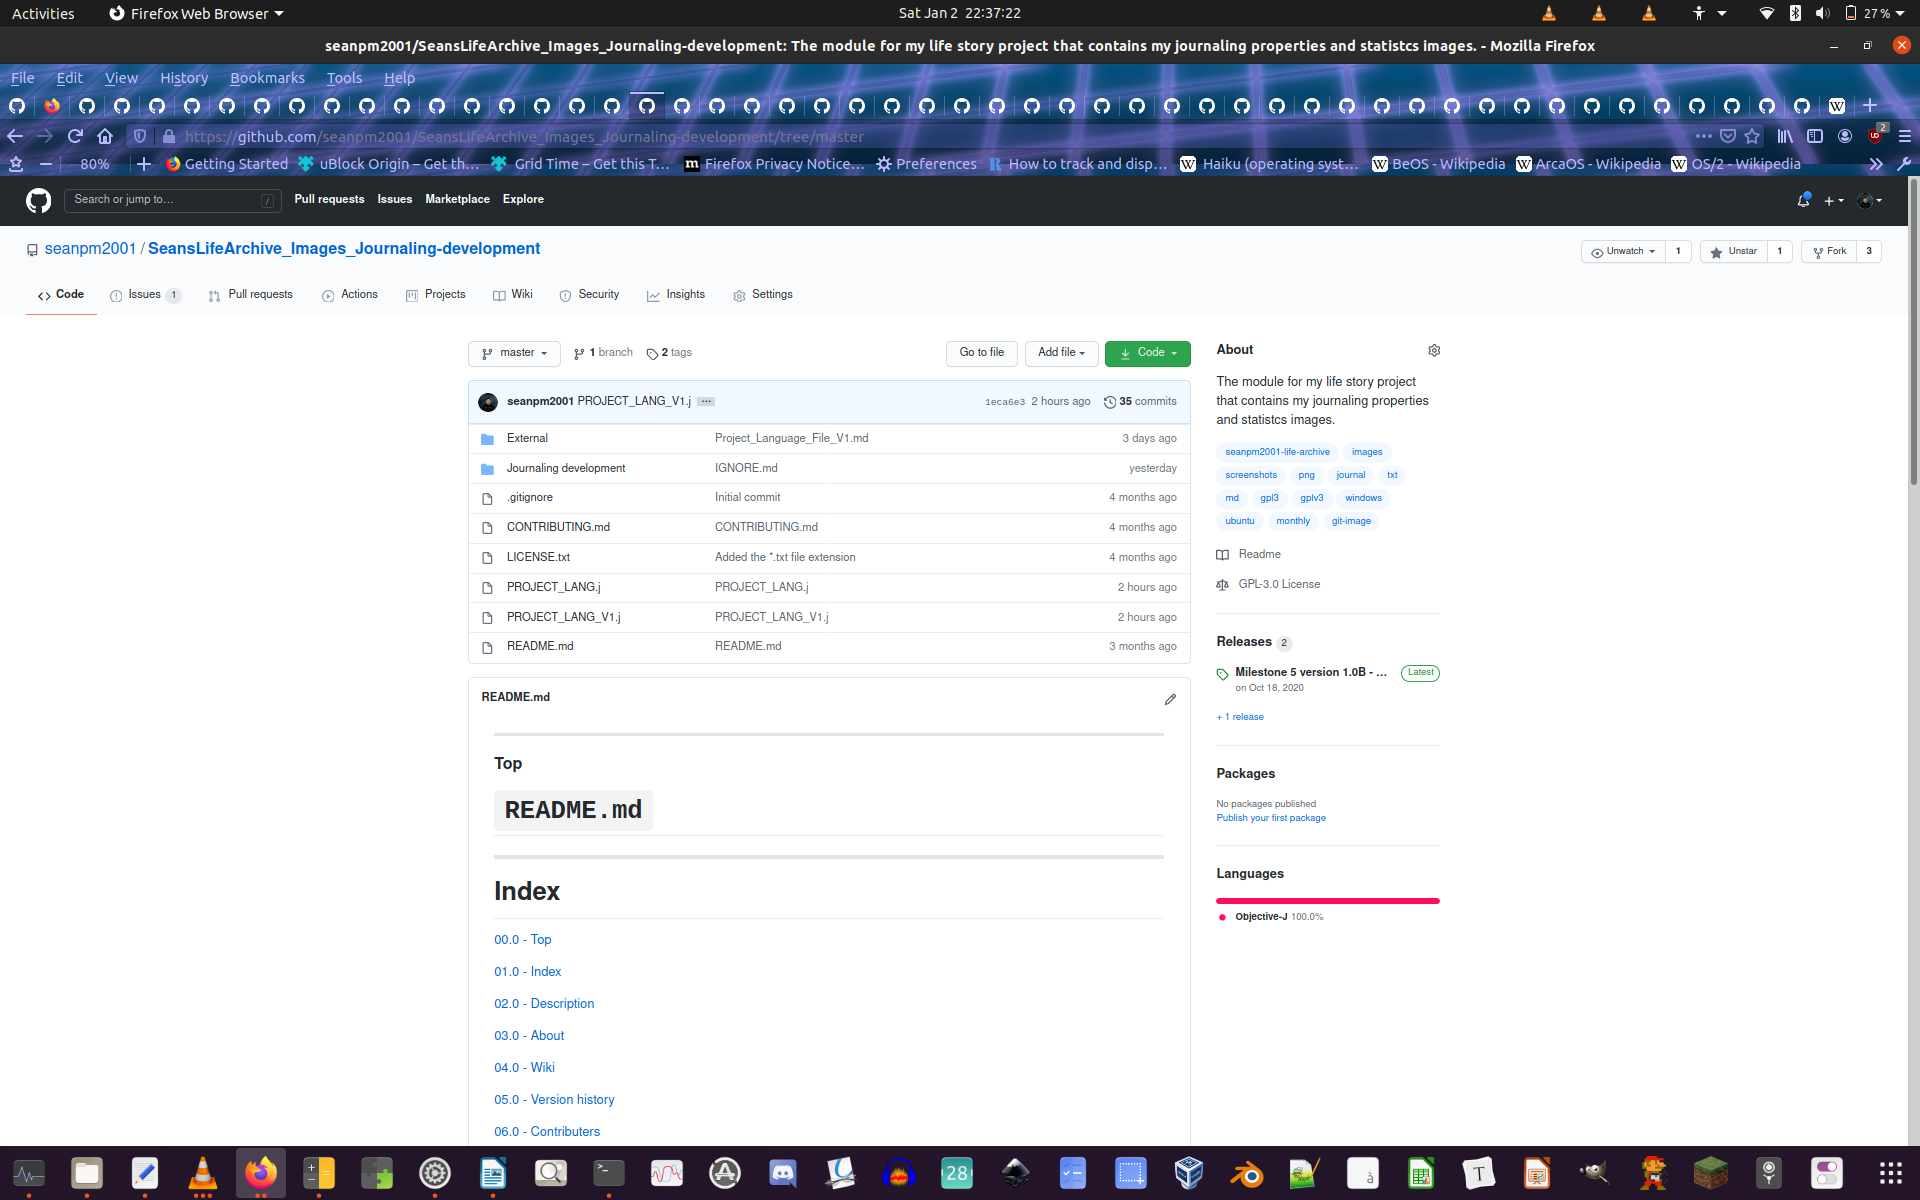 Activities Firefox Web Browser Sat Jan 2 22:37:22 27 %
seanpm2001/SeansLifeArchive_Images_Journaling-development: The module for my life story project that contains my journaling properties and statistcs images. - Mozilla Firefox
File Edit View History Bookmarks Tools Help
https://github.com/seanpm2001/SeansLifeArchive_Images_Journaling-development/tree/master 2
80% Getting Started uBlock Origin – Get th… Grid Time – Get this T… Firefox Privacy Notice… Preferences How to track and disp… Haiku (operating syst… BeOS - Wikipedia ArcaOS - Wikipedia OS/2 - Wikipedia
Search or jump to… / Pull requests Issues Marketplace Explore
seanpm2001 / SeansLifeArchive_Images_Journaling-development Unwatch 1 Unstar 1 Fork 3
Code Issues 1 Pull requests Actions Projects Wiki Security Insights Settings
master 1 branch 2 tags Go to file Add file Code
seanpm2001 PROJECT_LANG_V1.j 1eca6e3 2 hours ago 35 commits
External Project_Language_File_V1.md 3 days ago
Journaling development IGNORE.md yesterday
.gitignore Initial commit 4 months ago
CONTRIBUTING.md CONTRIBUTING.md 4 months ago
LICENSE.txt Added the *.txt file extension 4 months ago
PROJECT_LANG.j PROJECT_LANG.j 2 hours ago
PROJECT_LANG_V1.j PROJECT_LANG_V1.j 2 hours ago
README.md README.md 3 months ago
README.md
Top
README.md
Index
00.0 - Top
01.0 - Index
02.0 - Description
03.0 - About
04.0 - Wiki
05.0 - Version history
06.0 - Contributers
About
The module for my life story project
that contains my journaling properties
and statistcs images.
seanpm2001-life-archive images
screenshots png journal txt
md gpl3 gplv3 windows
ubuntu monthly git-image
Readme
GPL-3.0 License
Releases 2
Milestone 5 version 1.0B - ... Latest
on Oct 18, 2020
+ 1 release
Packages
No packages published
Publish your first package
Languages
Objective-J 100.0%
28